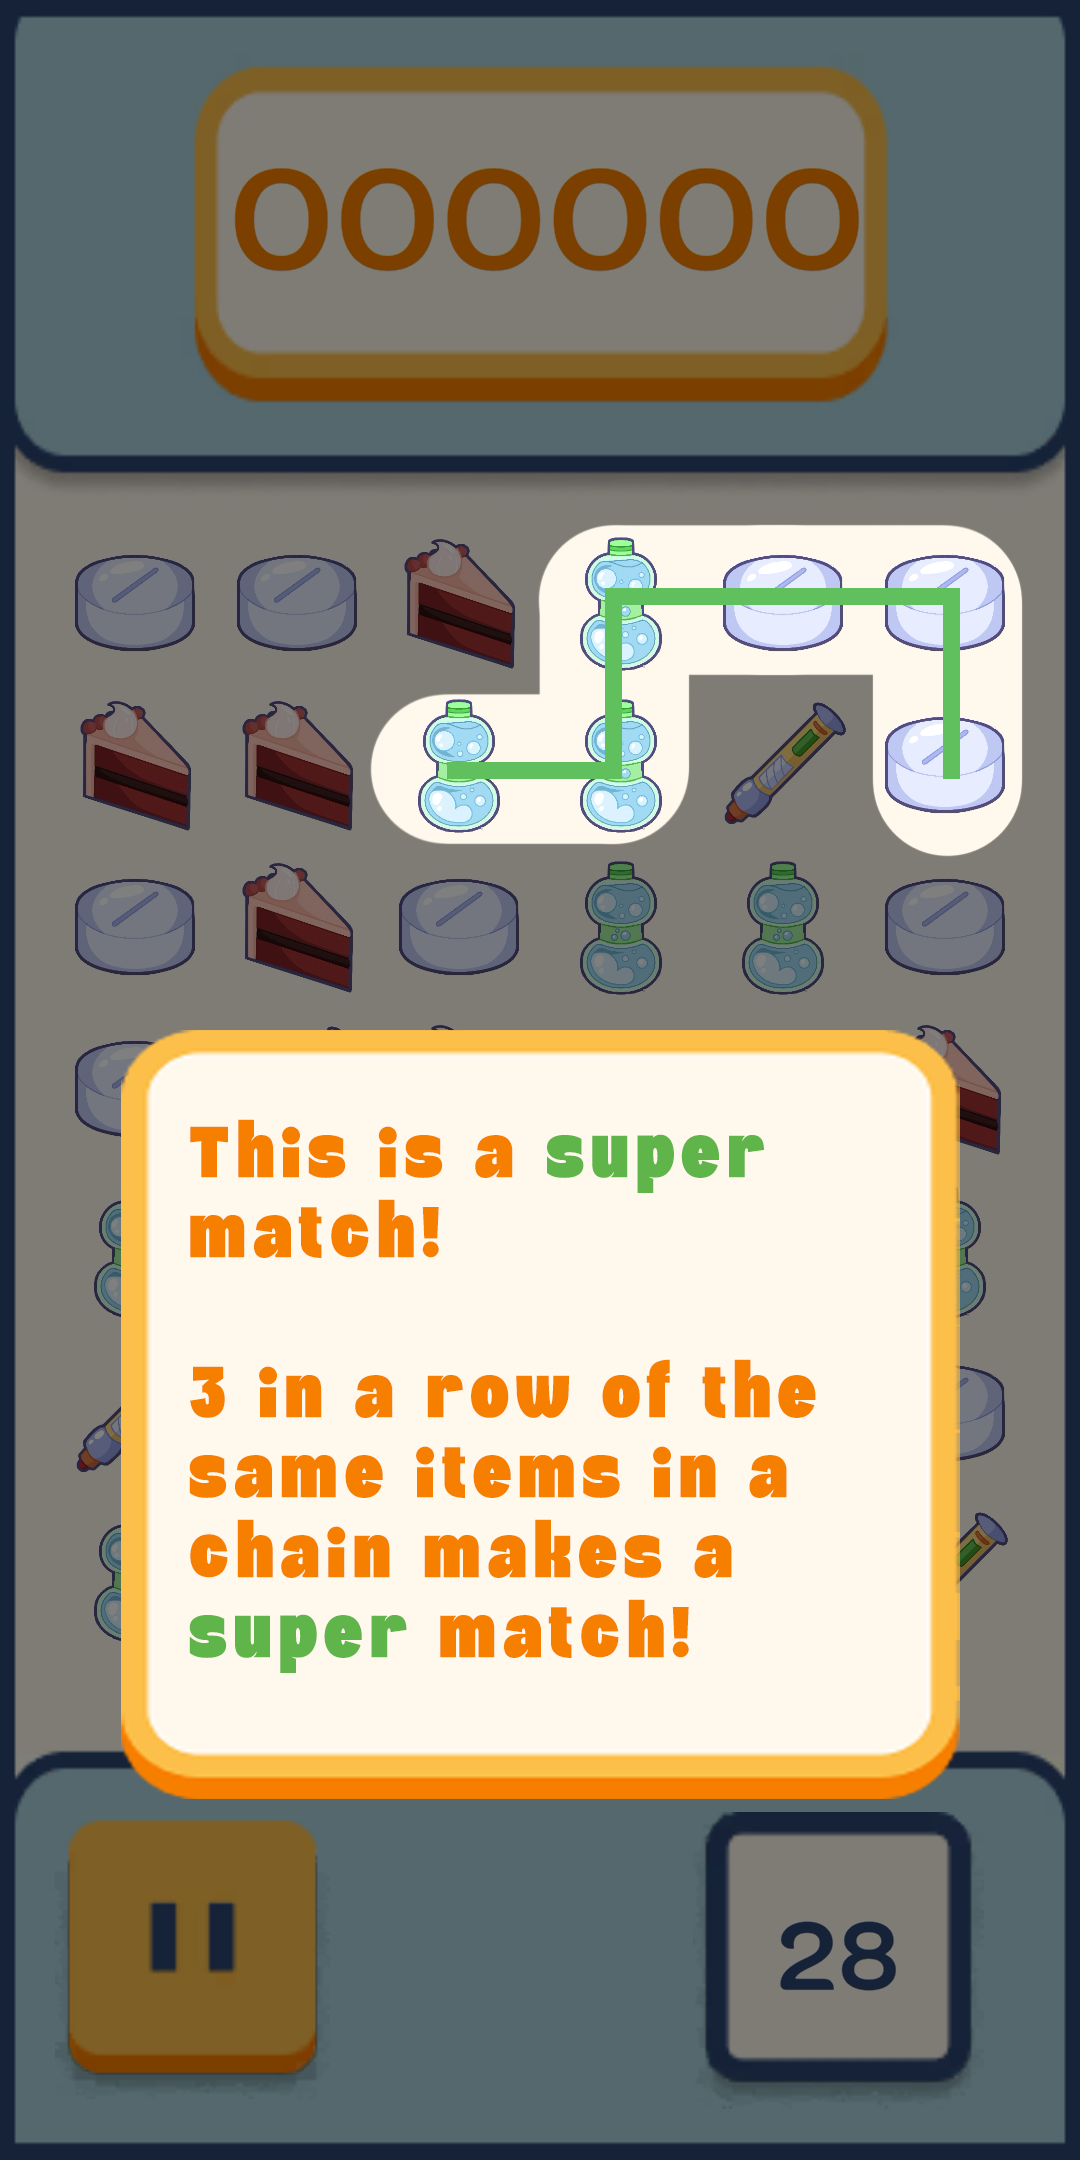 000000
This is a super
match!
3 in a row of the
same items in a
chain makes a
super match!
28